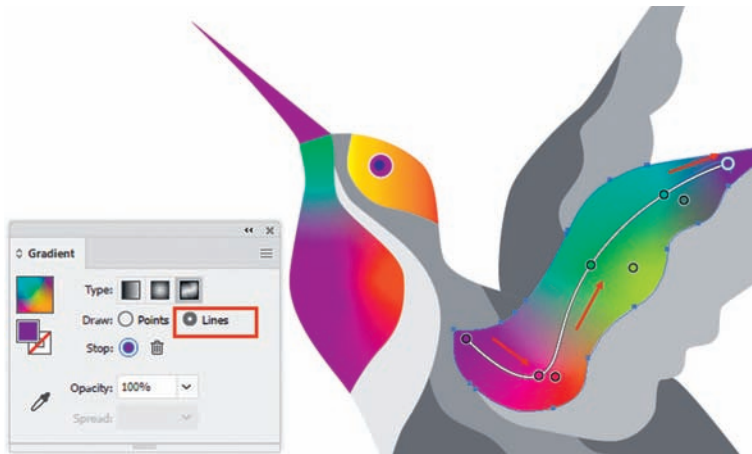 Gradient
Type:
Draw: Points Lines
Stop:
Opacity: 100%
Spread: